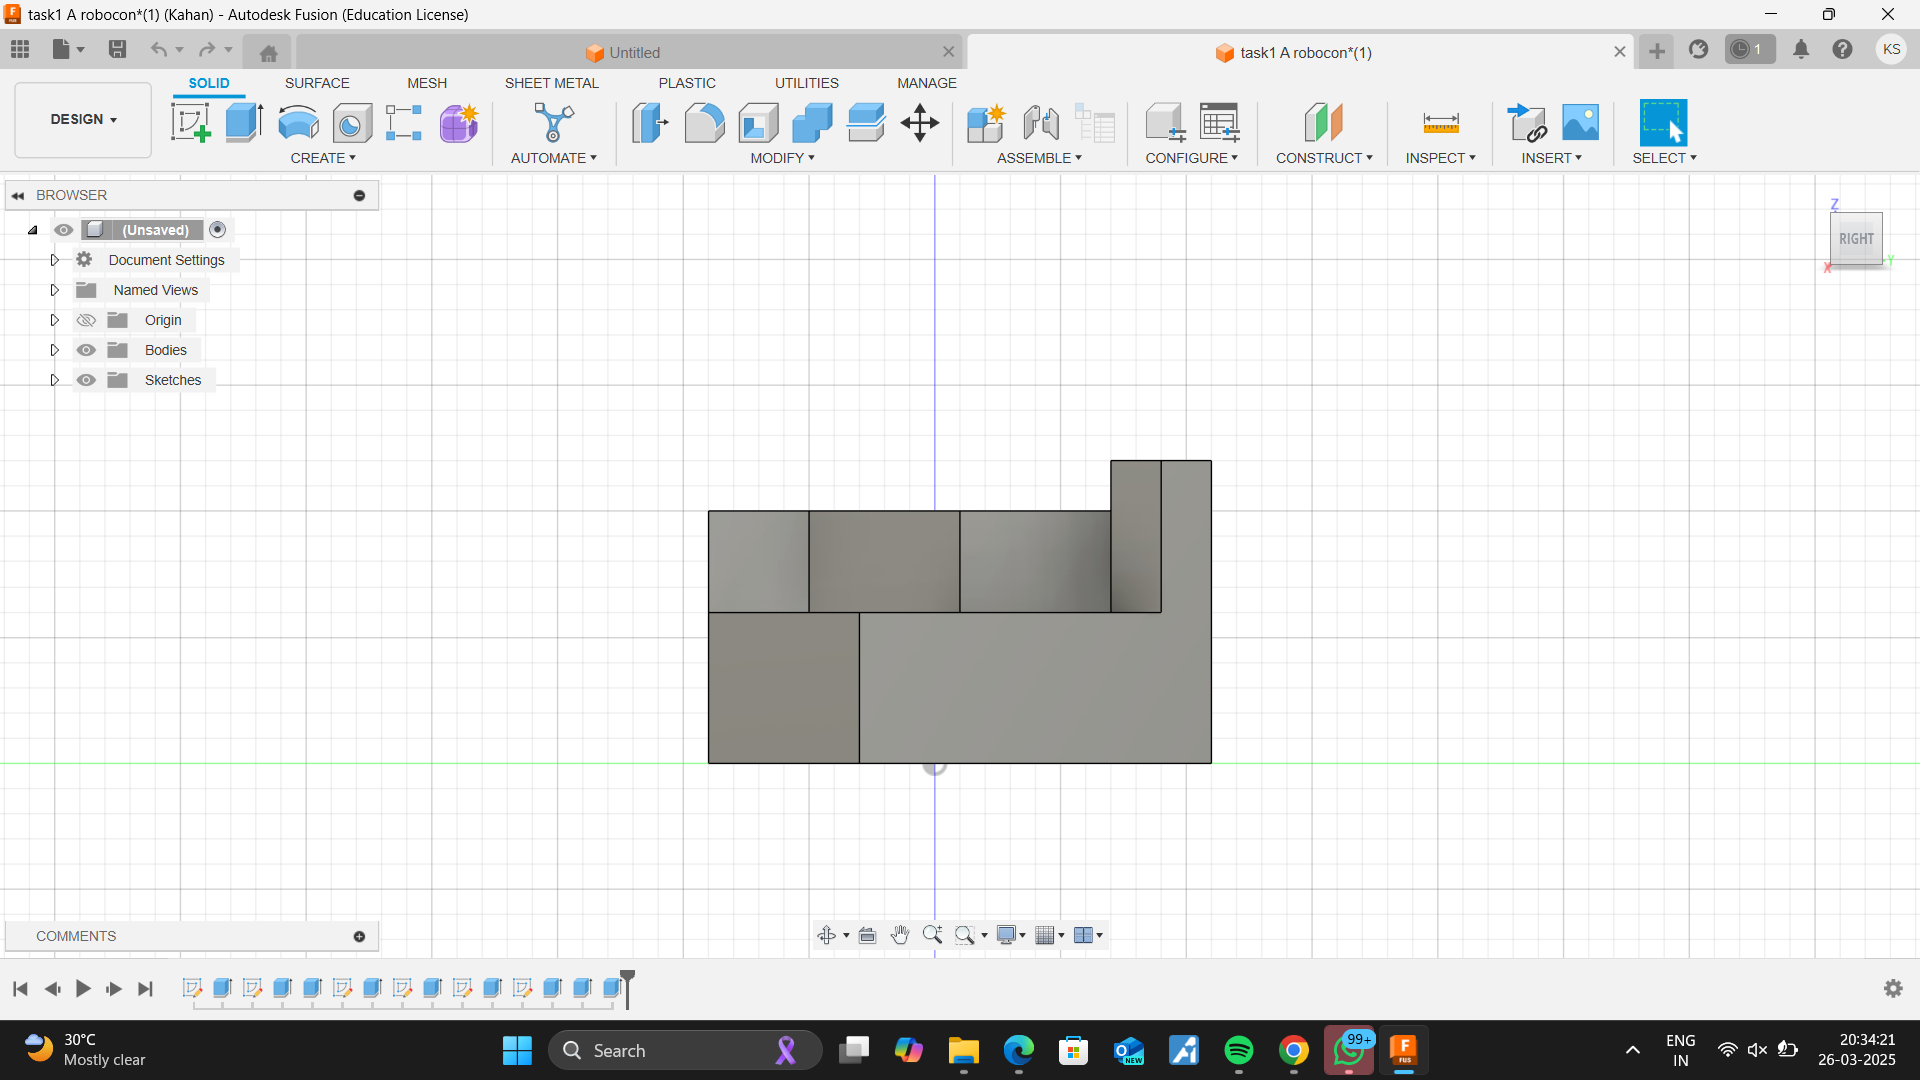 task1 A robocon*(1) (Kahan) - Autodesk Fusion (Education License)
Untitled
task1 A robocon*(1)
1
KS
DESIGN
SOLID SURFACE MESH SHEET METAL PLASTIC UTILITIES MANAGE
CREATE AUTOMATE MODIFY ASSEMBLE CONFIGURE CONSTRUCT INSPECT INSERT SELECT
BROWSER
(Unsaved)
Document Settings
Named Views
Origin
Bodies
Sketches
Z
RIGHT
X
Y
COMMENTS
30°C
Mostly clear
Search
NEW
99+
F
FUS
ENG
IN
20:34:21
26-03-2025